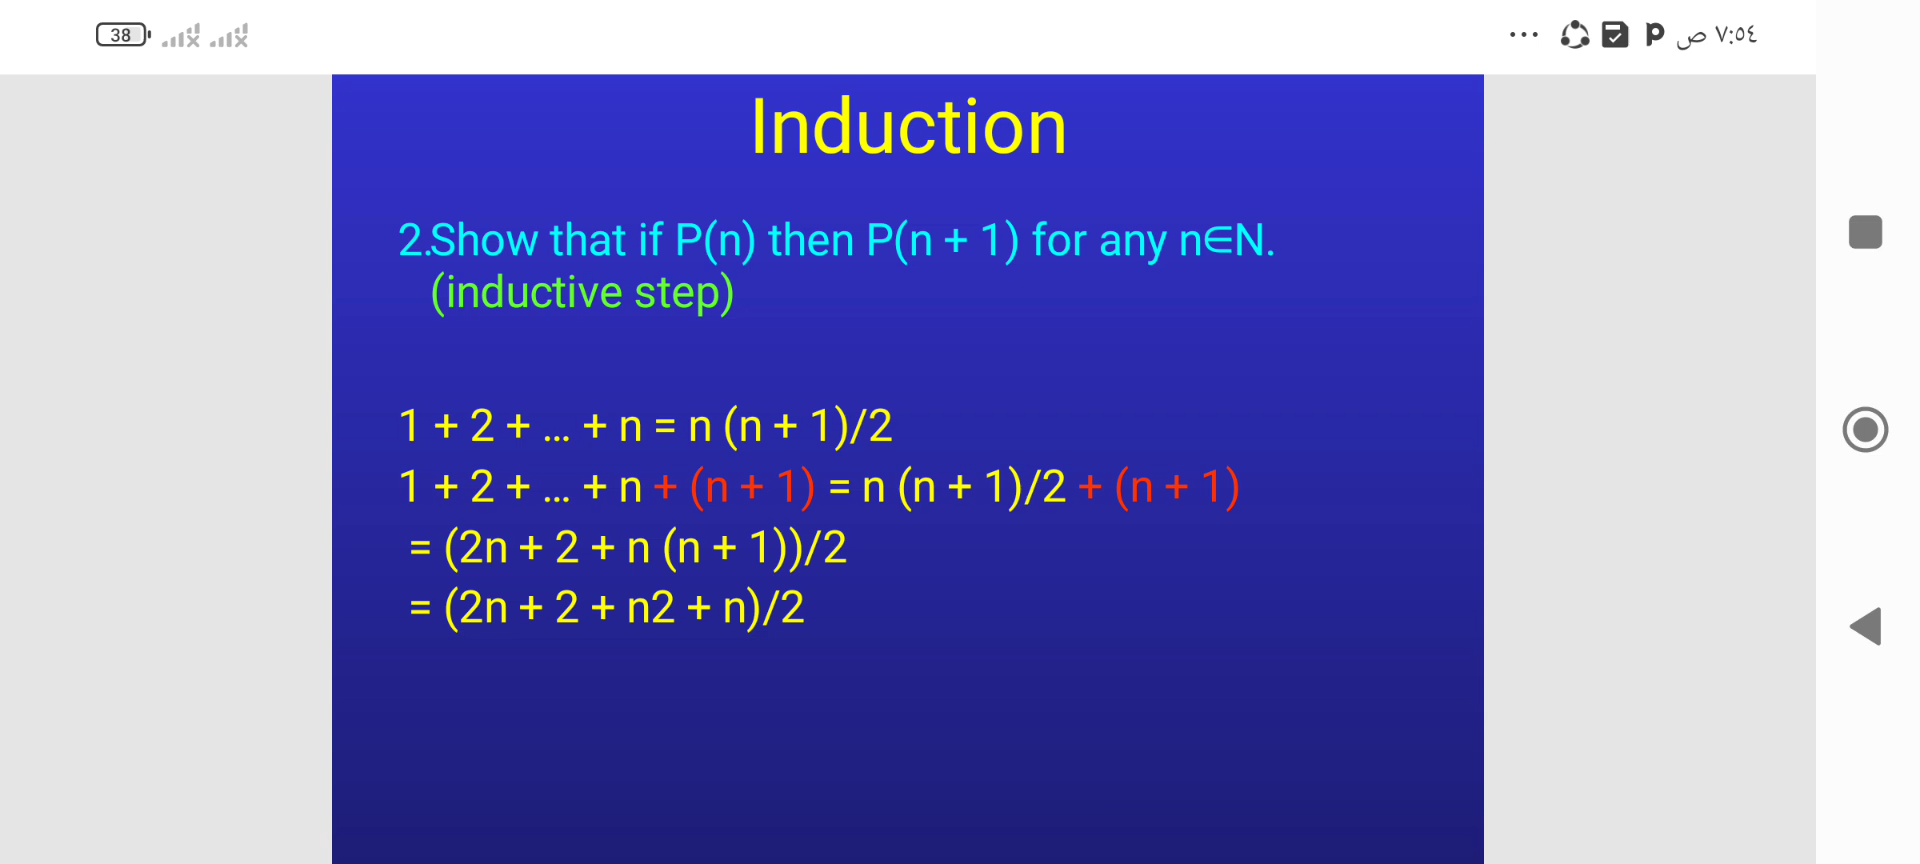 38 ... p ٧:٥٤ ص
Induction
2.Show that if P(n) then P(n + 1) for any n∈N.
(inductive step)
1 + 2 + ... + n = n (n + 1)/2
1 + 2 + ... + n + (n + 1) = n (n + 1)/2 + (n + 1)
= (2n + 2 + n (n + 1))/2
= (2n + 2 + n2 + n)/2